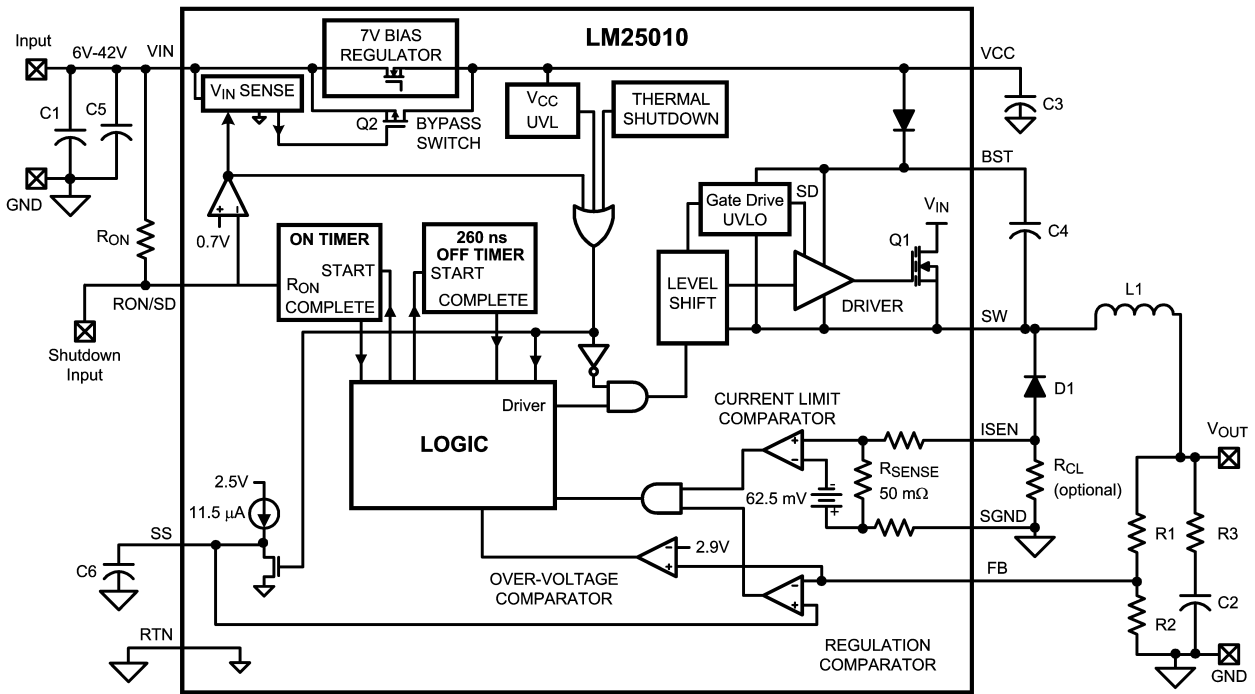 LM25010
Input
6V-42V
VIN
7V BIAS
REGULATOR
VCC
VIN SENSE
C1
C5
Q2
BYPASS
SWITCH
VCC
UVL
THERMAL
SHUTDOWN
C3
GND
BST
SD
Gate Drive
UVLO
VIN
Q1
C4
RON
+
–
0.7V
ON TIMER
START
RON
COMPLETE
260 ns
OFF TIMER
START
COMPLETE
LEVEL
SHIFT
DRIVER
RON/SD
SW
L1
Shutdown
Input
Driver
LOGIC
CURRENT LIMIT
COMPARATOR
+
–
D1
ISEN
VOUT
RSENSE
50 mΩ
62.5 mV
-
+
RCL
(optional)
SGND
2.5V
11.5 µA
SS
C6
2.9V
–
+
OVER-VOLTAGE
COMPARATOR
–
+
FB
R1
R3
R2
C2
RTN
REGULATION
COMPARATOR
GND